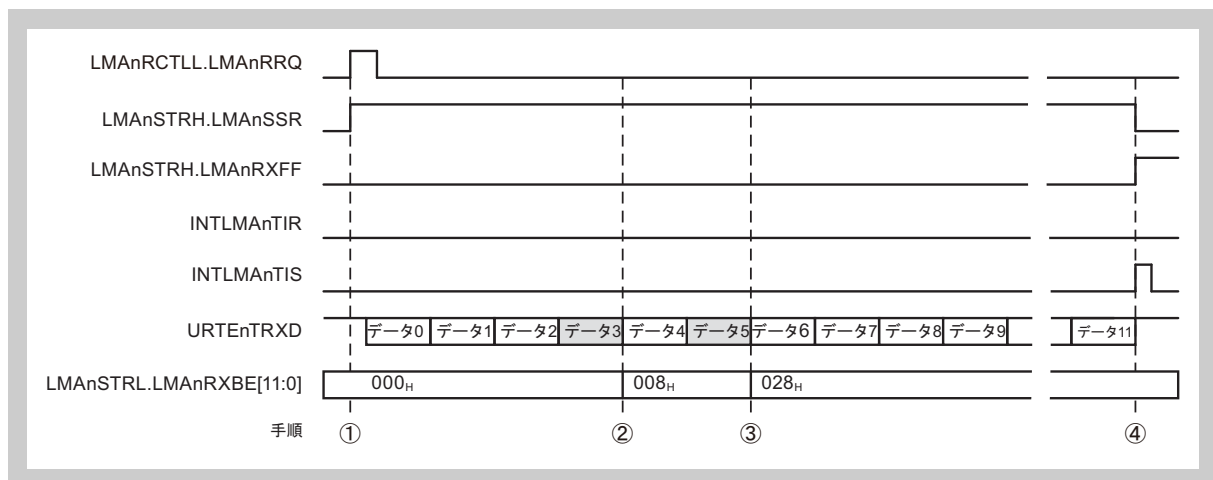 LMAnRCTLL.LMAnRRQ
LMAnSTRH.LMAnSSR
LMAnSTRH.LMAnRXFF
INTLMAnTIR
INTLMAnTIS
URTEnTRXD データ0 データ1 データ2 データ3 データ4 データ5 データ6 データ7 データ8 データ9 データ11
LMAnSTRL.LMAnRXBE[11:0] 000H 008H 028H
手順 ① ② ③ ④